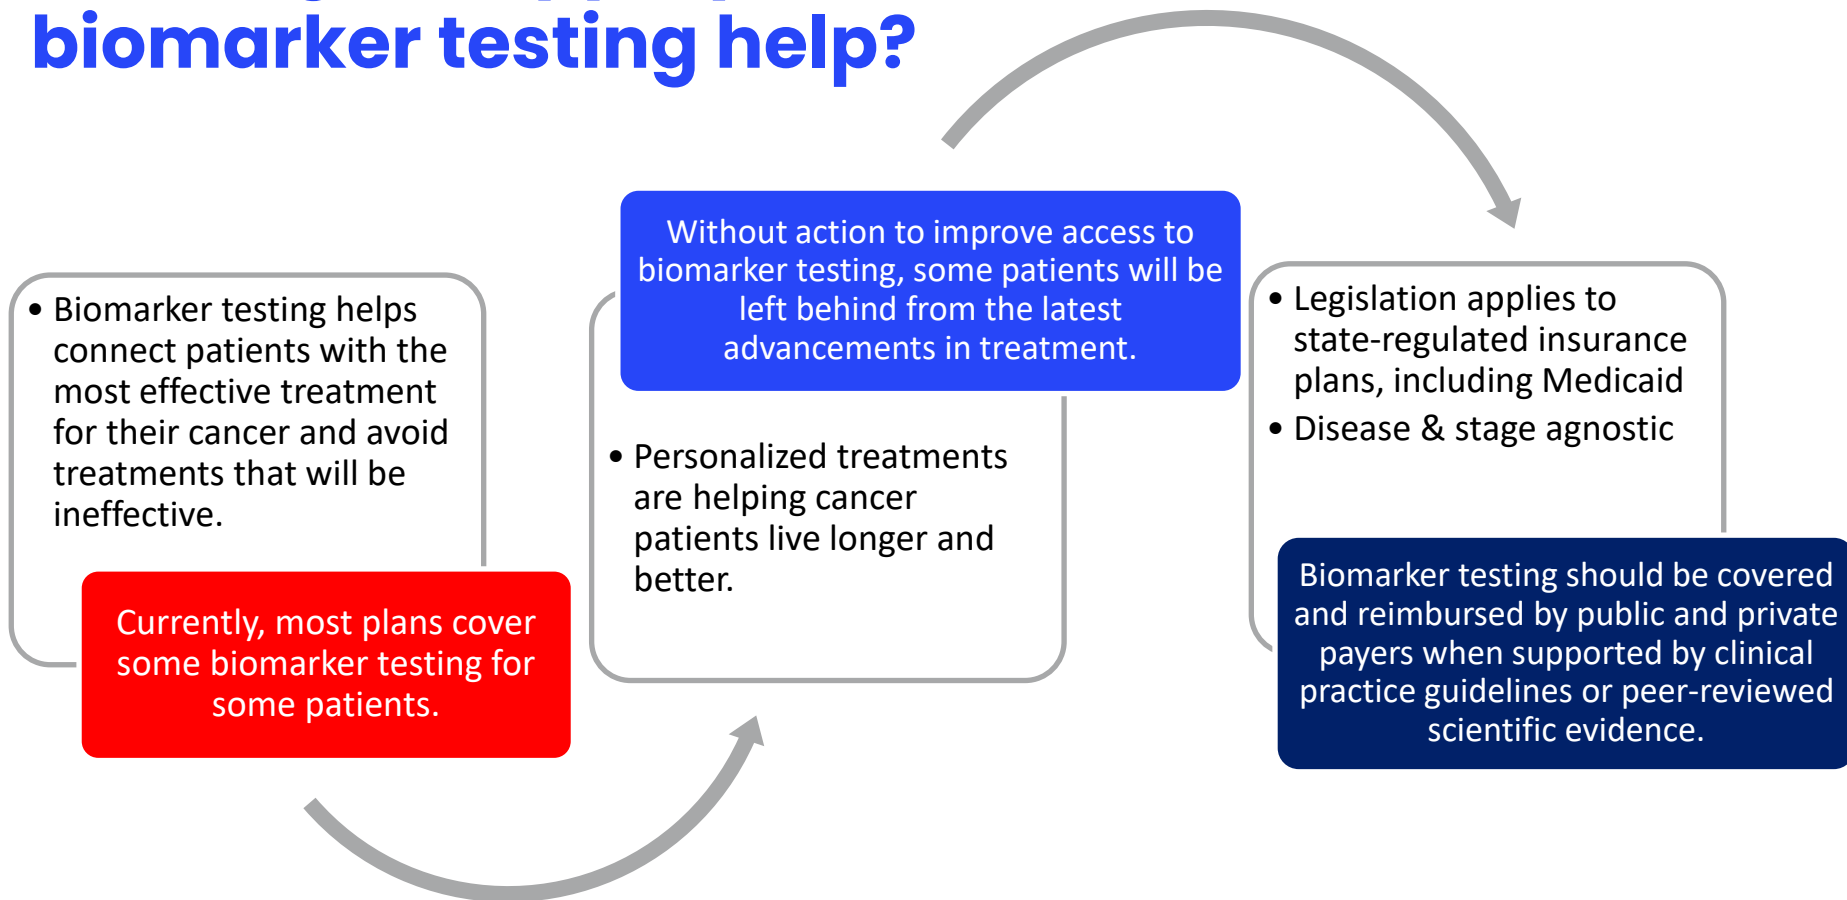 biomarker testing help?
• Biomarker testing helps
connect patients with the
most effective treatment
for their cancer and avoid
treatments that will be
ineffective.
Currently, most plans cover
some biomarker testing for
some patients.
Without action to improve access to
biomarker testing, some patients will be
left behind from the latest
advancements in treatment.
• Personalized treatments
are helping cancer
patients live longer and
better.
• Legislation applies to
state-regulated insurance
plans, including Medicaid
• Disease & stage agnostic
Biomarker testing should be covered
and reimbursed by public and private
payers when supported by clinical
practice guidelines or peer-reviewed
scientific evidence.